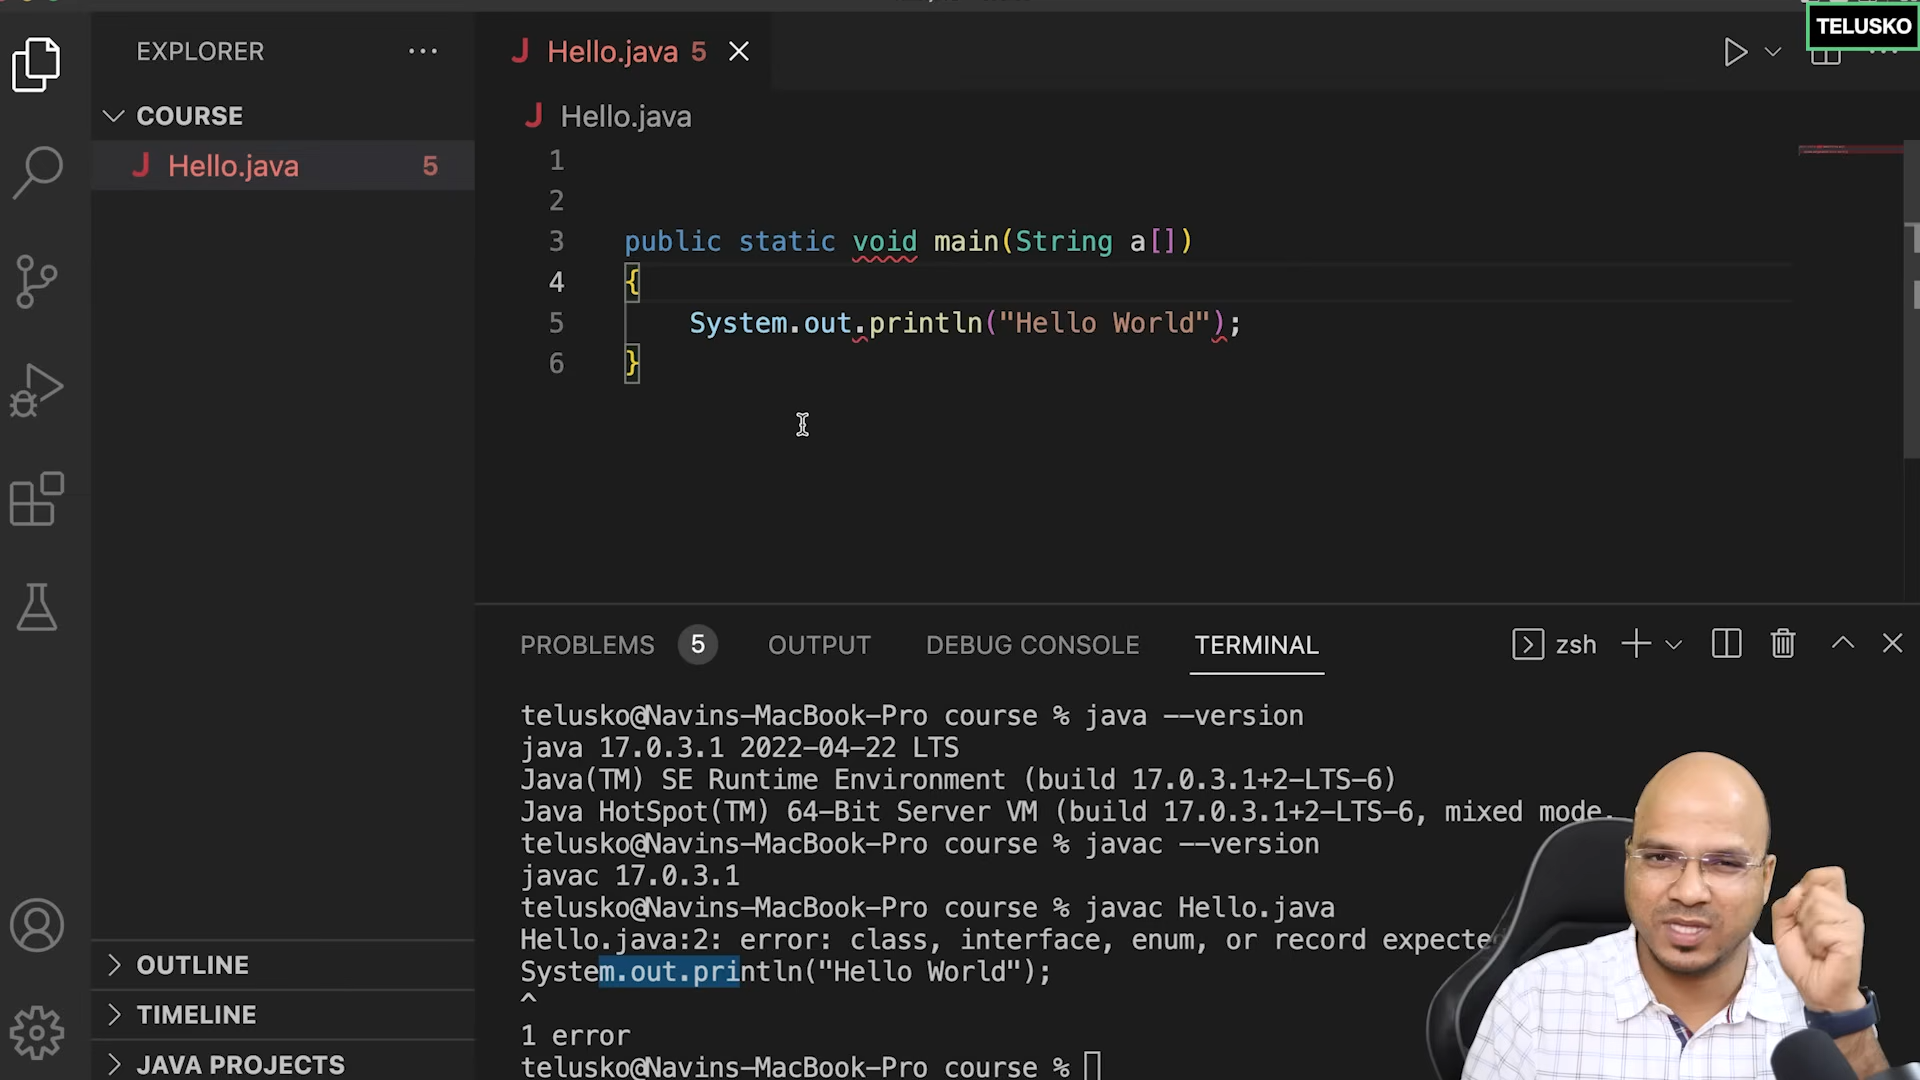 TELUSKO
EXPLORER
Hello.java 5
COURSE
Hello.java
Hello.java 5
1
2
3 public static void main(String a[])
4 {
5 System.out.println("Hello World");
6 }
PROBLEMS 5 OUTPUT DEBUG CONSOLE TERMINAL zsh
telusko@Navins-MacBook-Pro course % java --version
java 17.0.3.1 2022-04-22 LTS
Java(TM) SE Runtime Environment (build 17.0.3.1+2-LTS-6)
Java HotSpot(TM) 64-Bit Server VM (build 17.0.3.1+2-LTS-6, mixed mode,
telusko@Navins-MacBook-Pro course % javac --version
javac 17.0.3.1
telusko@Navins-MacBook-Pro course % javac Hello.java
Hello.java:2: error: class, interface, enum, or record expected
System.out.println("Hello World");
^
1 error
telusko@Navins-MacBook-Pro course %
OUTLINE
TIMELINE
JAVA PROJECTS